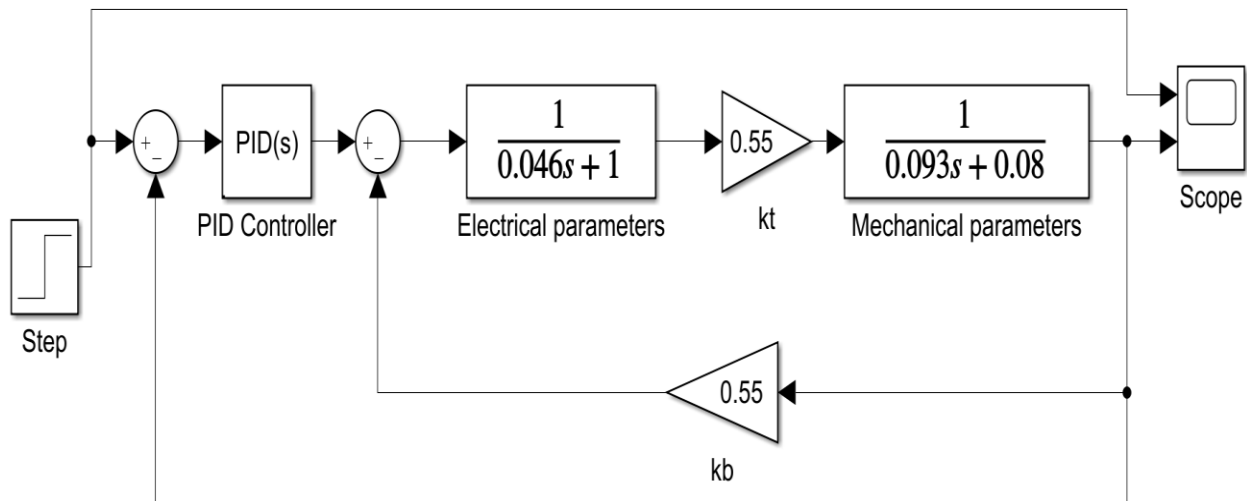 +
−
PID(s)
PID Controller
+
−
1
0.046s + 1
Electrical parameters
0.55
kt
1
0.093s + 0.08
Mechanical parameters
Scope
Step
0.55
kb